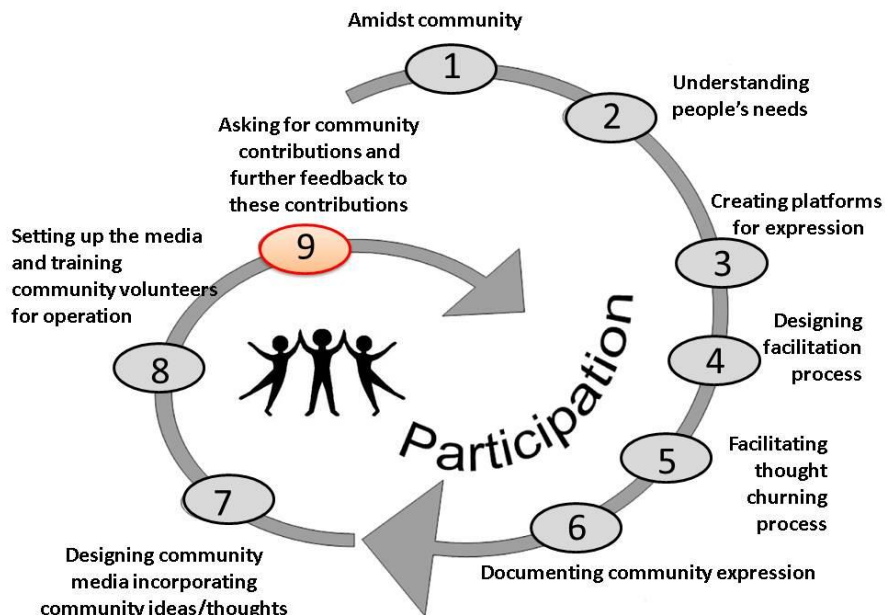 Amidst community
1
Understanding
people's needs
2
Creating platforms
for expression
3
Designing
facilitation
process
4
Facilitating
thought
churning
process
5
Documenting community expression
6
Designing community
media incorporating
community ideas/thoughts
7
Setting up the media
and training
community volunteers
for operation
8
Asking for community
contributions and
further feedback to
these contributions
9
Participation